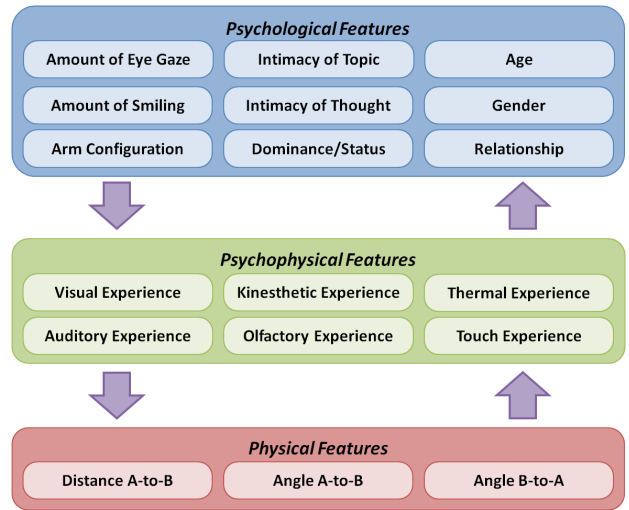 Psychological Features
Amount of Eye Gaze
Intimacy of Topic
Age
Amount of Smiling
Intimacy of Thought
Gender
Arm Configuration
Dominance/Status
Relationship
Psychophysical Features
Visual Experience
Kinesthetic Experience
Thermal Experience
Auditory Experience
Olfactory Experience
Touch Experience
Physical Features
Distance A-to-B
Angle A-to-B
Angle B-to-A